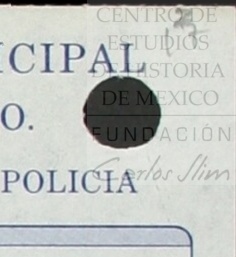 CENTRO DE
ESTUDIOS
DE HISTORIA
DE MEXICO
FUNDACIÓN
Carlos Slim
ICIPAL
O.
POLICIA